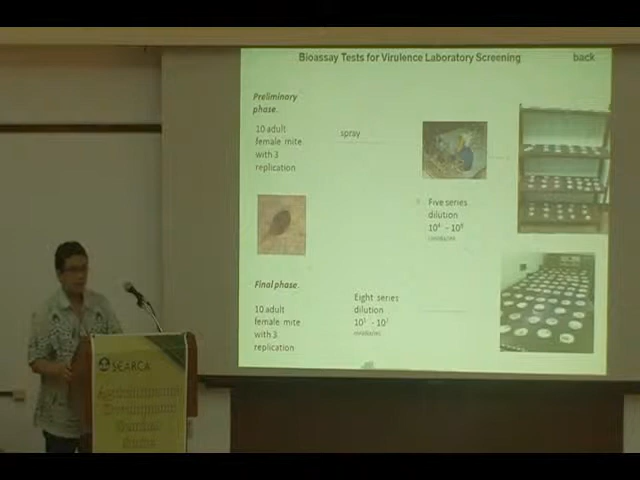 Bioassay Tests for Virulence Laboratory Screening
back
Preliminary
phase.
10 adult
female mite
with 3
replication
spray
Five series
dilution
Final phase.
10 adult
female mite
with 3
replication
Eight series
dilution
SEARCA